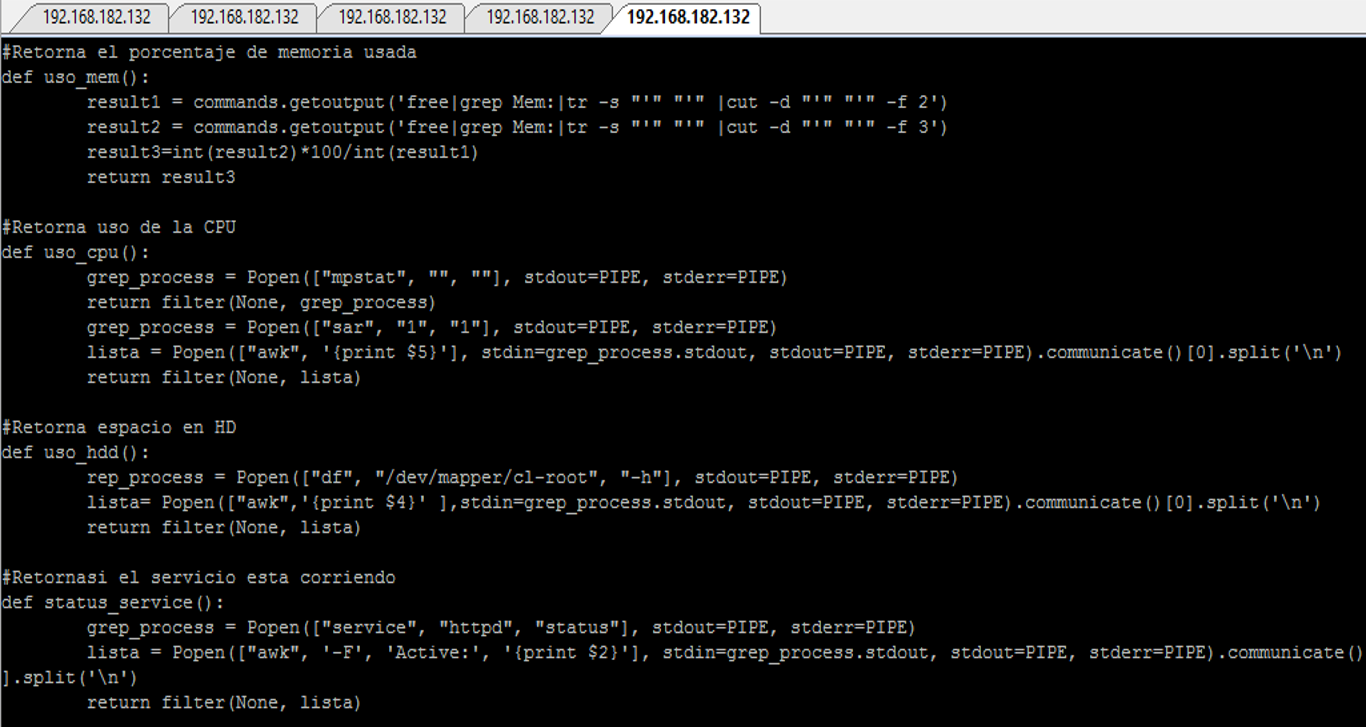 192.168.182.132 192.168.182.132 192.168.182.132 192.168.182.132 192.168.182.132
#Retorna el porcentaje de memoria usada
def uso_mem():
        result1 = commands.getoutput('free|grep Mem:|tr -s "'" "'" |cut -d "'" "'" -f 2')
        result2 = commands.getoutput('free|grep Mem:|tr -s "'" "'" |cut -d "'" "'" -f 3')
        result3=int(result2)*100/int(result1)
        return result3

#Retorna uso de la CPU
def uso_cpu():
        grep_process = Popen(["mpstat", "", ""], stdout=PIPE, stderr=PIPE)
        return filter(None, grep_process)
        grep_process = Popen(["sar", "1", "1"], stdout=PIPE, stderr=PIPE)
        lista = Popen(["awk", '{print $5}'], stdin=grep_process.stdout, stdout=PIPE, stderr=PIPE).communicate()[0].split('\n')
        return filter(None, lista)

#Retorna espacio en HD
def uso_hdd():
        rep_process = Popen(["df", "/dev/mapper/cl-root", "-h"], stdout=PIPE, stderr=PIPE)
        lista= Popen(["awk",'{print $4}' ],stdin=grep_process.stdout, stdout=PIPE, stderr=PIPE).communicate()[0].split('\n')
        return filter(None, lista)

#Retornasi el servicio esta corriendo
def status_service():
        grep_process = Popen(["service", "httpd", "status"], stdout=PIPE, stderr=PIPE)
        lista = Popen(["awk", '-F', 'Active:', '{print $2}'], stdin=grep_process.stdout, stdout=PIPE, stderr=PIPE).communicate()
].split('\n')
        return filter(None, lista)